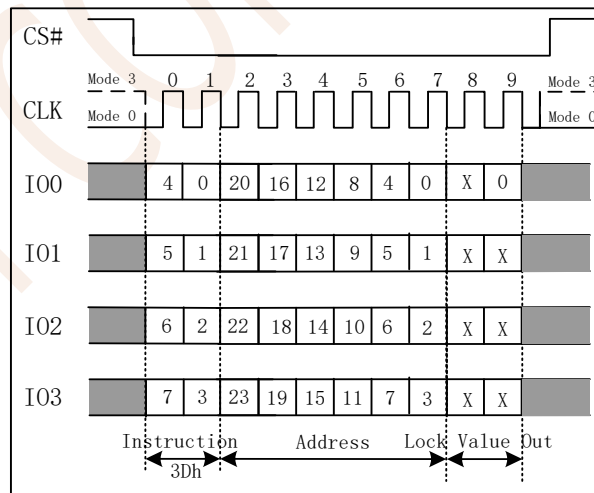 CS#
Mode 3 0 1 2 3 4 5 6 7 8 9 Mode 3
CLK
Mode 0 Mode 0
IO0 4 0 20 16 12 8 4 0 X 0
IO1 5 1 21 17 13 9 5 1 X X
IO2 6 2 22 18 14 10 6 2 X X
IO3 7 3 23 19 15 11 7 3 X X
Instruction Address Lock Value Out
3Dh